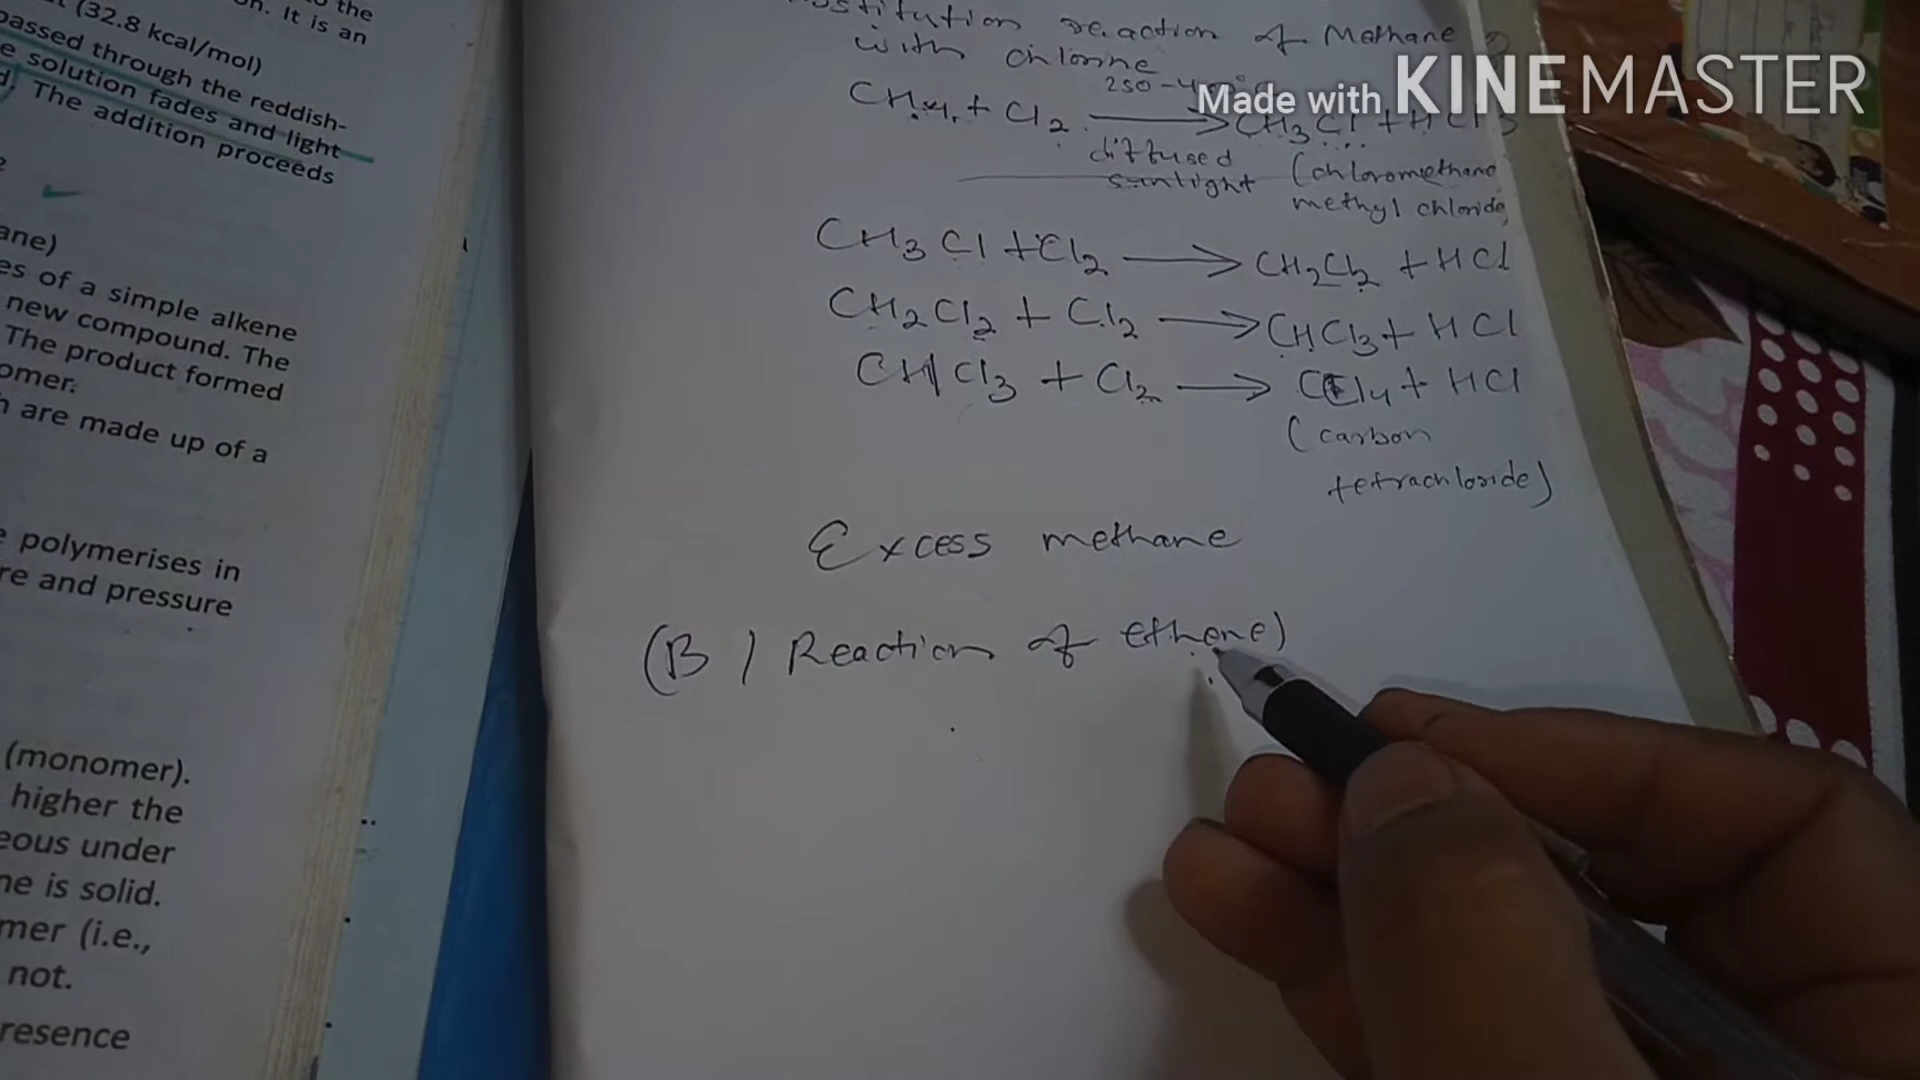 the
n. It is an
(32.8 kcal/mol)
passed through the reddish-
e solution fades and light
d. The addition proceeds
ane)
es of a simple alkene
new compound. The
The product formed
omer.
n are made up of a
e polymerises in
re and pressure
(monomer).
higher the
eous under
ne is solid.
mer (i.e.,
not.
resence
stitution reaction of Methane
with chlorine
Made with KINEMASTER
CH4 + Cl2 → CH3Cl + HCl
diffused
sunlight
(chloromethane
methyl chloride
CH3Cl + Cl2 → CH2Cl2 + HCl
CH2Cl2 + Cl2 → CHCl3 + HCl
CHCl3 + Cl2 → CCl4 + HCl
(carbon
tetrachloride)
Excess methane
(B) Reaction of ethene)